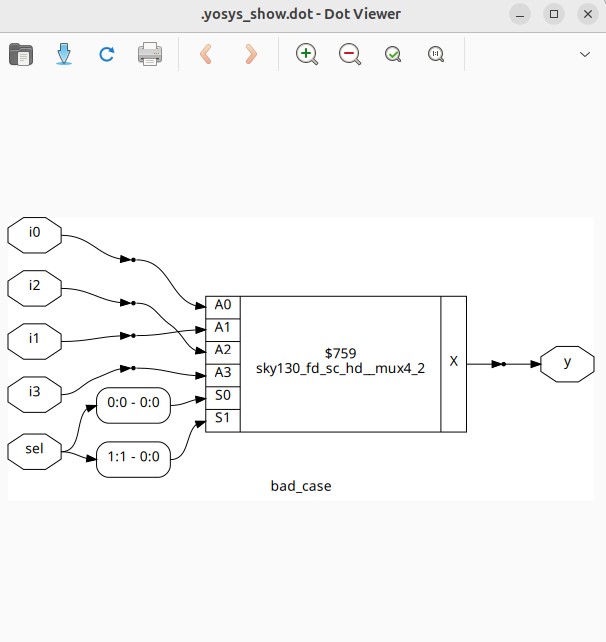 .yosys_show.dot - Dot Viewer
i0
i2
i1
i3
sel
0:0 - 0:0
1:1 - 0:0
A0
A1
A2
A3
S0
S1
$759
sky130_fd_sc_hd__mux4_2
X
y
bad_case